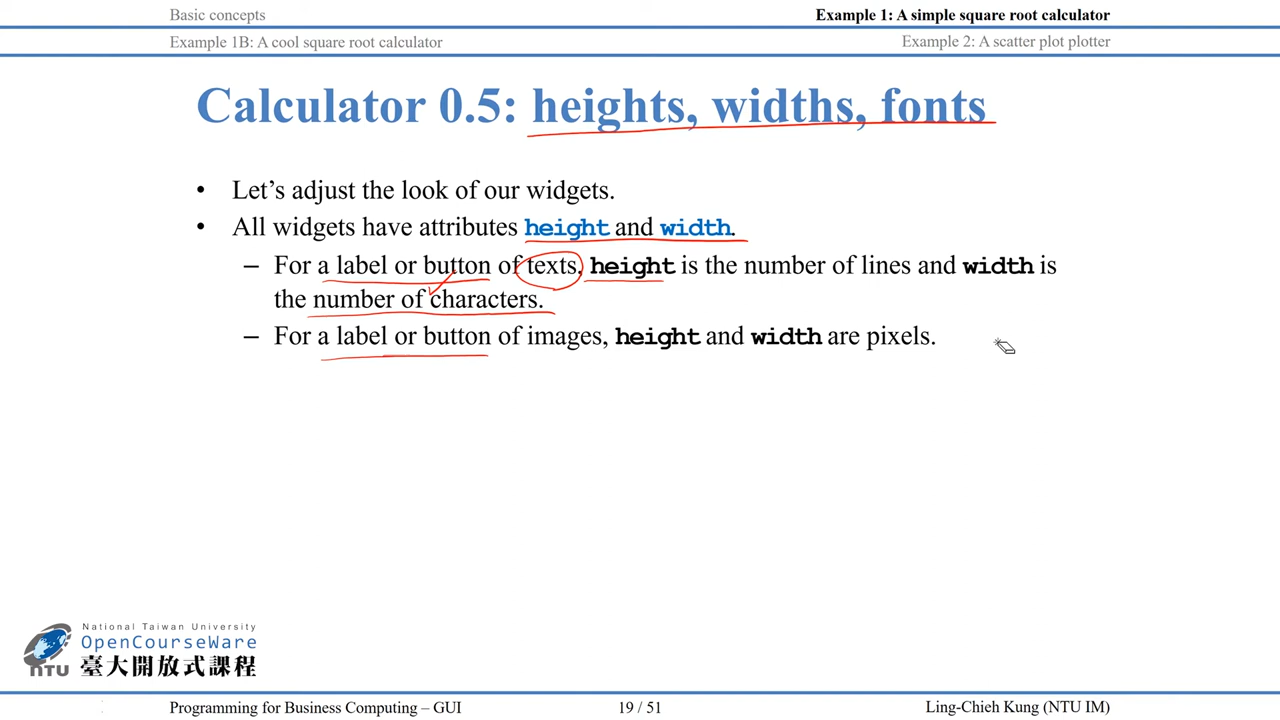 Basic concepts
Example 1: A simple square root calculator
Example 1B: A cool square root calculator
Example 2: A scatter plot plotter
Calculator 0.5: heights, widths, fonts
• Let’s adjust the look of our widgets.
• All widgets have attributes height and width.
– For a label or button of texts, height is the number of lines and width is
the number of characters.
– For a label or button of images, height and width are pixels.
National Taiwan University
OpenCourseWare
臺大開放式課程
NTU
Programming for Business Computing – GUI
19 / 51
Ling-Chieh Kung (NTU IM)